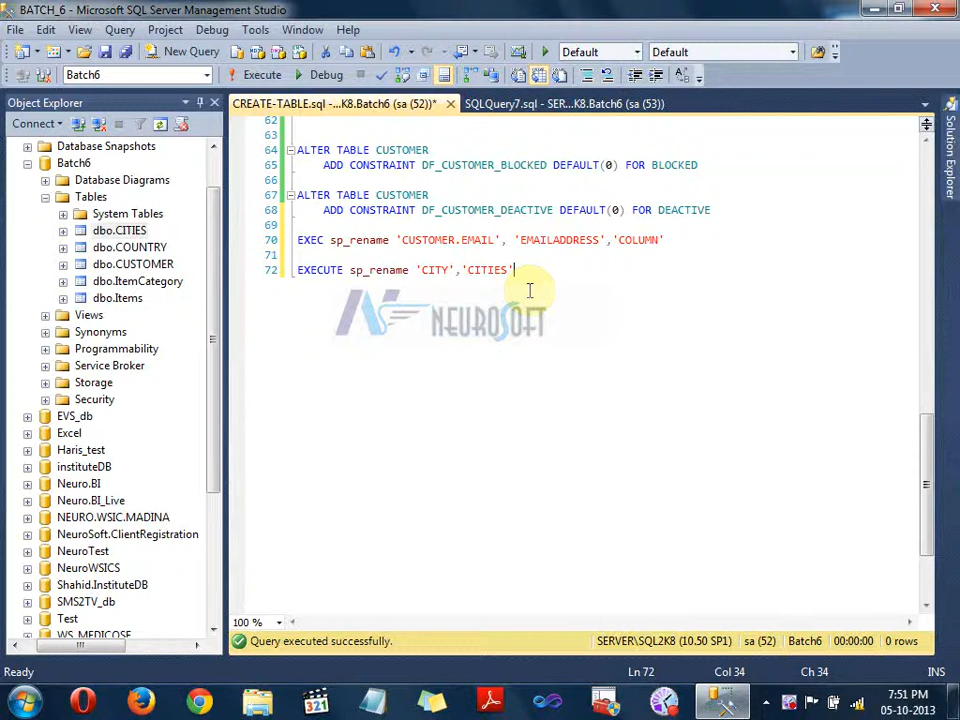 BATCH_6 - Microsoft SQL Server Management Studio
File Edit View Query Project Debug Tools Window Help
New Query Default Default
Batch6 Execute Debug
Object Explorer
CREATE-TABLE.sql -...K8.Batch6 (sa (52))* SQLQuery7.sql - SER...K8.Batch6 (sa (53))
Connect
Database Snapshots
Batch6
Database Diagrams
Tables
System Tables
dbo.CITIES
dbo.COUNTRY
dbo.CUSTOMER
dbo.ItemCategory
dbo.Items
Views
Synonyms
Programmability
Service Broker
Storage
Security
EVS_db
Excel
Haris_test
instituteDB
Neuro.BI
Neuro.BI_Live
NEURO.WSIC.MADINA
NeuroSoft.ClientRegistration
NeuroTest
NeuroWSICS
Shahid.InstituteDB
SMS2TV_db
Test
WS_MEDICOSE
62
63
64 ALTER TABLE CUSTOMER
65 ADD CONSTRAINT DF_CUSTOMER_BLOCKED DEFAULT(0) FOR BLOCKED
66
67 ALTER TABLE CUSTOMER
68 ADD CONSTRAINT DF_CUSTOMER_DEACTIVE DEFAULT(0) FOR DEACTIVE
69
70 EXEC sp_rename 'CUSTOMER.EMAIL', 'EMAILADDRESS','COLUMN'
71
72 EXECUTE sp_rename 'CITY','CITIES'
NEUROSOFT
Solution Explorer
100 %
Query executed successfully. SERVER\SQL2K8 (10.50 SP1) sa (52) Batch6 00:00:00 0 rows
Ready Ln 72 Col 34 Ch 34 INS
321
7:51 PM
05-10-2013